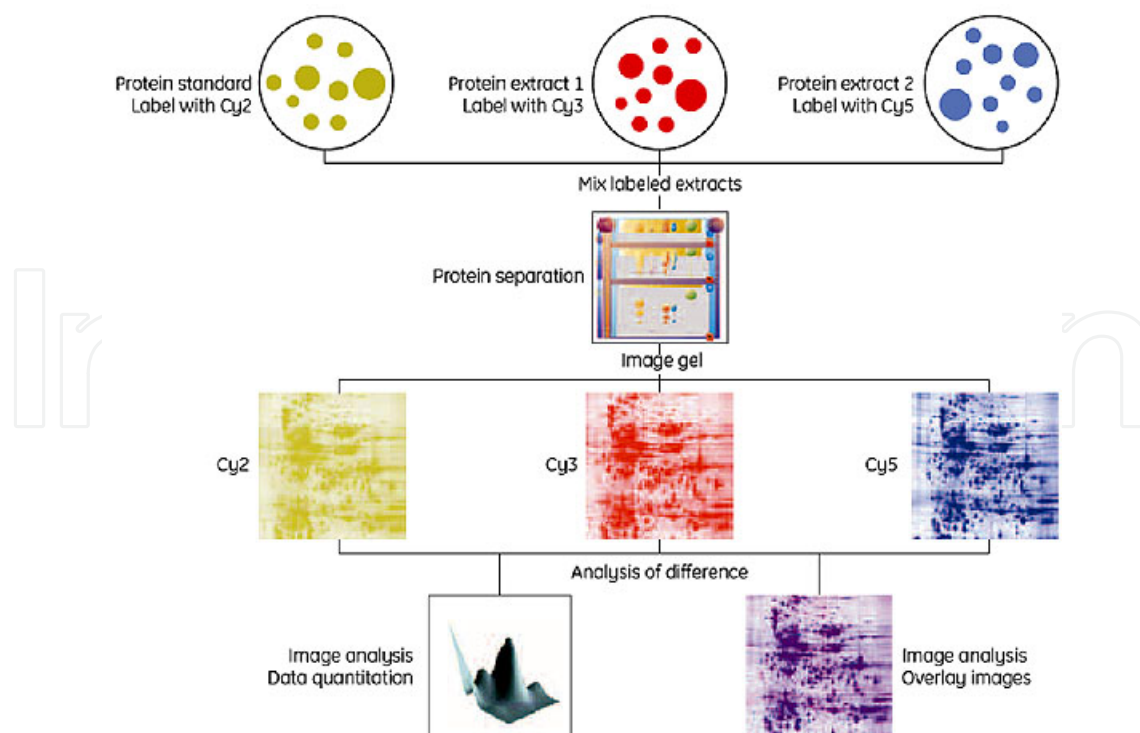 Protein standard
Label with Cy2
Protein extract 1
Label with Cy3
Protein extract 2
Label with Cy5
Mix labeled extracts
Protein separation
Image gel
Cy2
Cy3
Cy5
Analysis of difference
Image analysis
Data quantitation
Image analysis
Overlay images